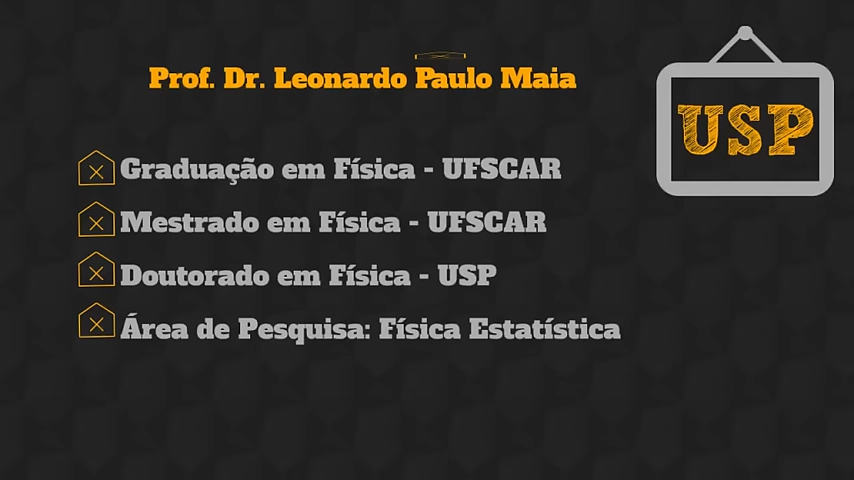 Prof. Dr. Leonardo Paulo Maia
USP
Graduação em Física - UFSCAR
Mestrado em Física - UFSCAR
Doutorado em Física - USP
Área de Pesquisa: Física Estatística